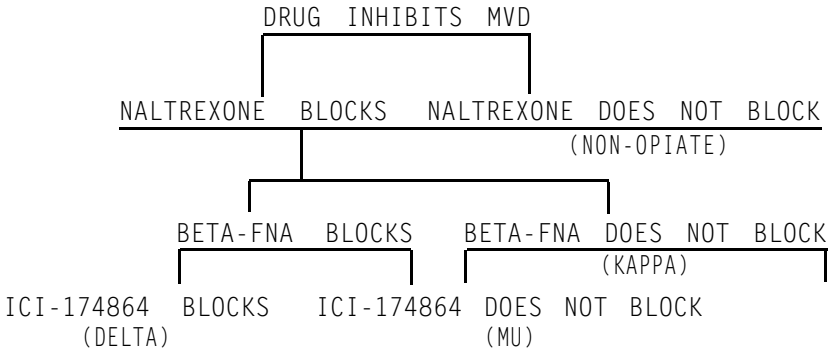 DRUG INHIBITS MVD
NALTREXONE BLOCKS NALTREXONE DOES NOT BLOCK
(NON-OPIATE)
BETA-FNA BLOCKS BETA-FNA DOES NOT BLOCK
(KAPPA)
ICI-174864 BLOCKS ICI-174864 DOES NOT BLOCK
(DELTA) (MU)